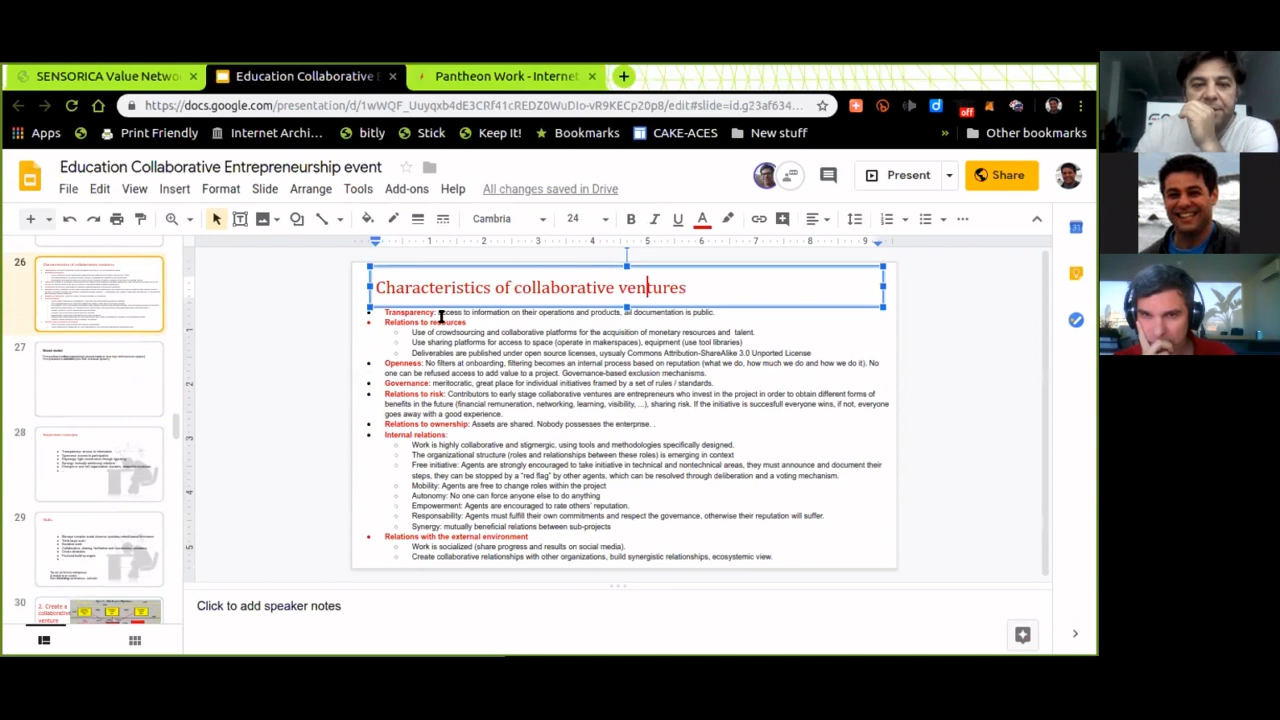 SENSORICA Value Netwo
Education Collaborative E
Pantheon Work - Internet
https://docs.google.com/presentation/d/1wWQF_Uuyqxb4dE3CRf41cREDZ0WuDIo-vR9KECp20p8/edit#slide=id.g23af634...
off
Apps
Print Friendly
Internet Archi...
bitly
Stick
Keep It!
Bookmarks
CAKE-ACES
New stuff
»
Other bookmarks
Education Collaborative Entrepreneurship event
File Edit View Insert Format Slide Arrange Tools Add-ons Help All changes saved in Drive
Present
Share
Cambria
24
B I U A
1 2 3 4 5 6 7 8 9
26
27
28
29
30
2. Create a
collaborative
venture
Characteristics of collaborative ventures
Transparency: access to information on their operations and products, all documentation is public.
Relations to resources
Use of crowdsourcing and collaborative platforms for the acquisition of monetary resources and talent.
Use sharing platforms for access to space (operate in makerspaces), equipment (use tool libraries)
Deliverables are published under open source licenses, uysualy Commons Attribution-ShareAlike 3.0 Unported License
Openness: No filters at onboarding, filtering becomes an internal process based on reputation (what we do, how much we do and how we do it). No
one can be refused access to add value to a project. Governance-based exclusion mechanisms.
Governance: meritocratic, great place for individual initiatives framed by a set of rules / standards.
Relations to risk: Contributors to early stage collaborative ventures are entrepreneurs who invest in the project in order to obtain different forms of
benefits in the future (financial remuneration, networking, learning, visibility, ...), sharing risk. If the initiative is succesfull everyone wins, if not, everyone
goes away with a good experience.
Relations to ownership: Assets are shared. Nobody possesses the enterprise. .
Internal relations:
Work is highly collaborative and stigmergic, using tools and methodologies specifically designed.
The organizational structure (roles and relationships between these roles) is emerging in context
Free initiative: Agents are strongly encouraged to take initiative in technical and nontechnical areas, they must announce and document their
steps, they can be stopped by a "red flag" by other agents, which can be resolved through deliberation and a voting mechanism.
Mobility: Agents are free to change roles within the project
Autonomy: No one can force anyone else to do anything
Empowerment: Agents are encouraged to rate others' reputation.
Responsability: Agents must fulfill their own commitments and respect the governance, otherwise their reputation will suffer.
Synergy: mutually beneficial relations between sub-projects
Relations with the external environment
Work is socialized (share progress and results on social media).
Create collaborative relationships with other organizations, build synergistic relationships, ecosystemic view.
Click to add speaker notes